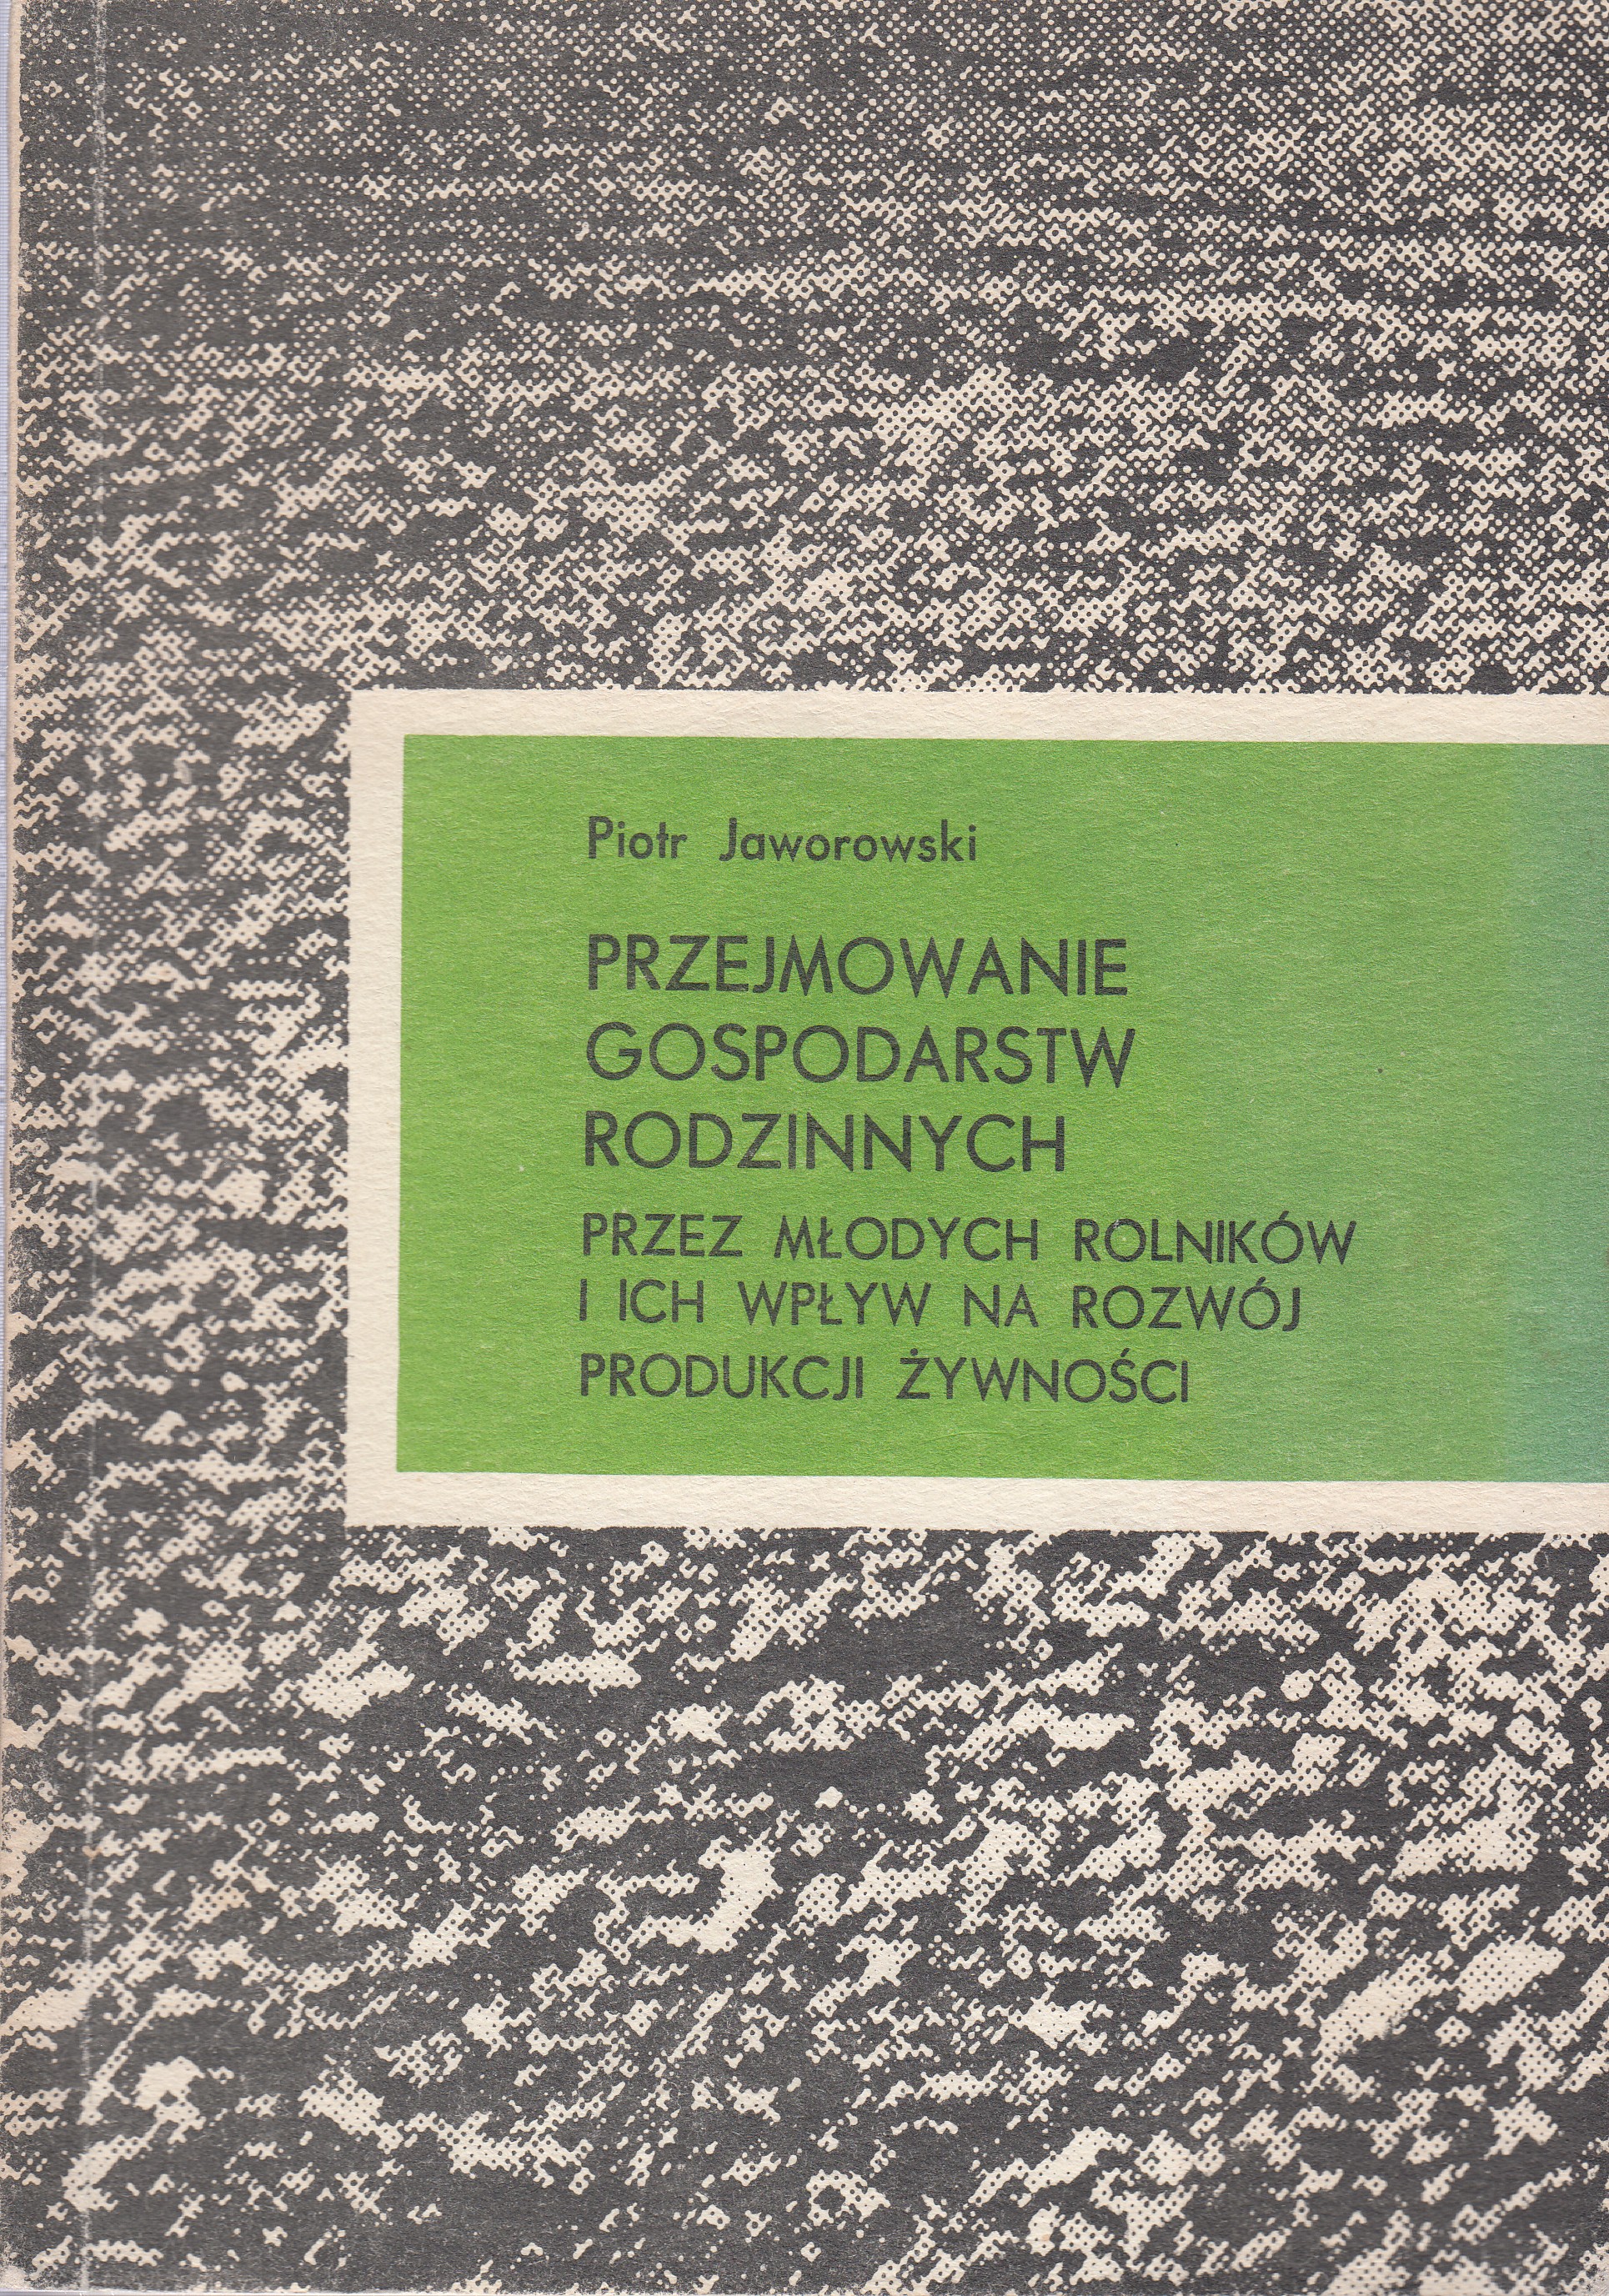 Piotr Jaworowski
PRZEJMOWANIE
GOSPODARSTW
RODZINNYCH
PRZEZ MŁODYCH ROLNIKÓW
I ICH WPŁYW NA ROZWÓJ
PRODUKCJI ŻYWNOŚCI